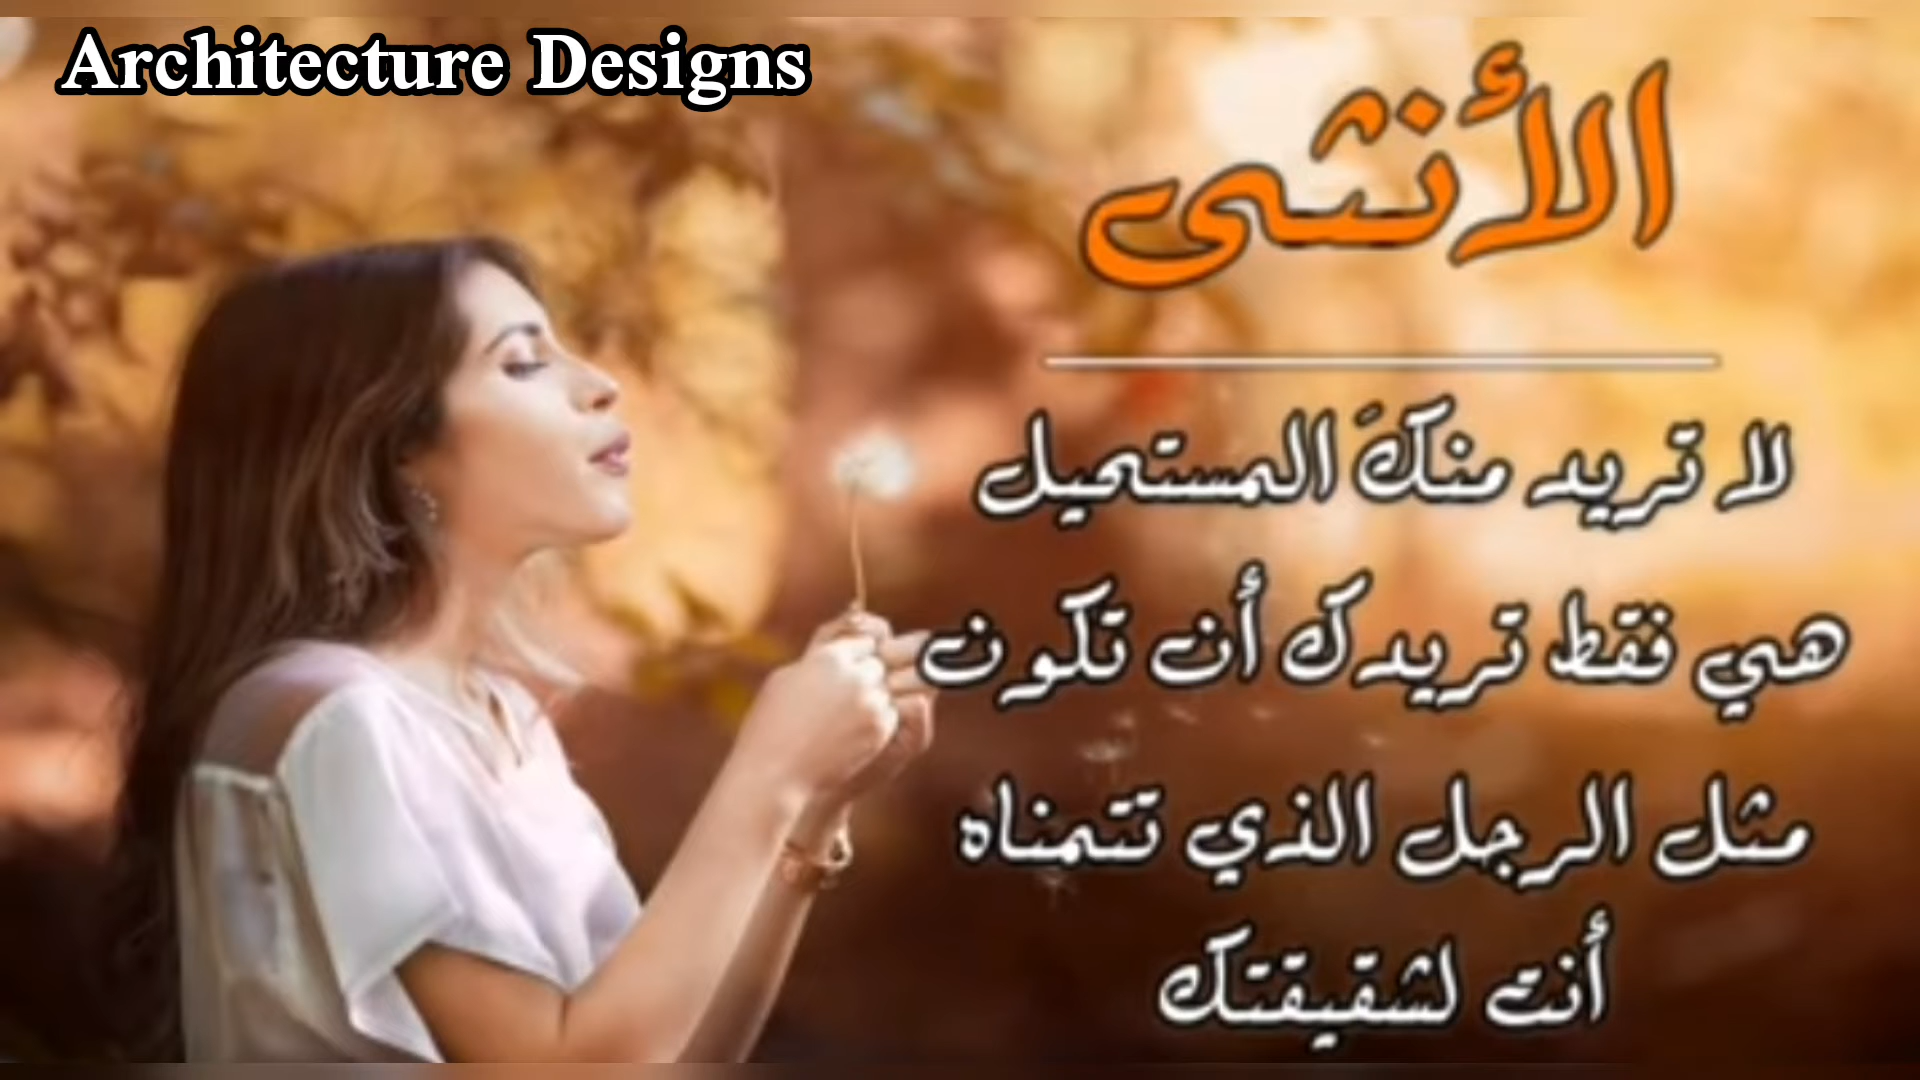 Architecture Designs
الأنثى
لا تريد منكَ المستحيل
هي فقط تريدك أن تكون
مثل الرجل الذي تتمناه
أنت لشقيقتك